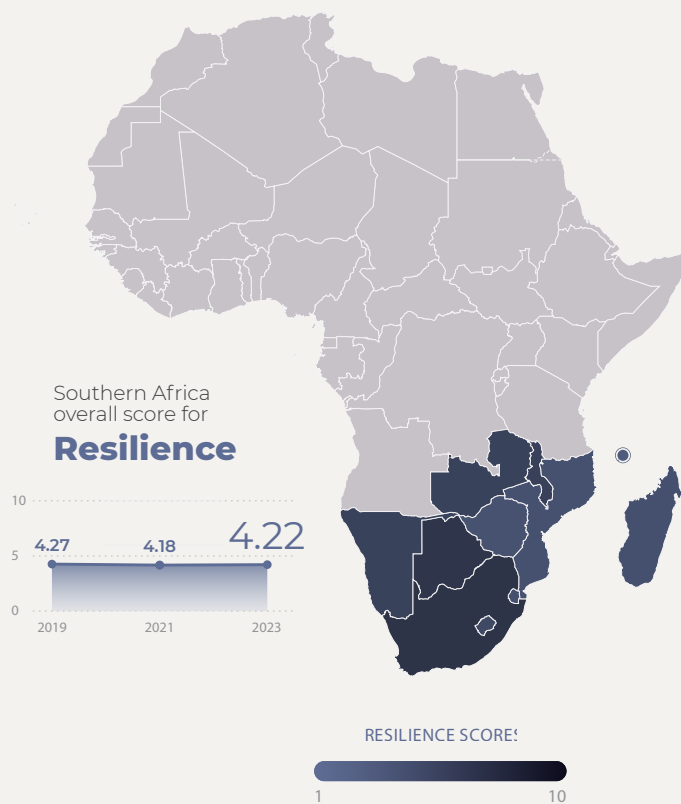 Southern Africa
overall score for
Resilience
10
5
0
4.27
4.18
4.22
2019
2021
2023
RESILIENCE SCORES
1
10